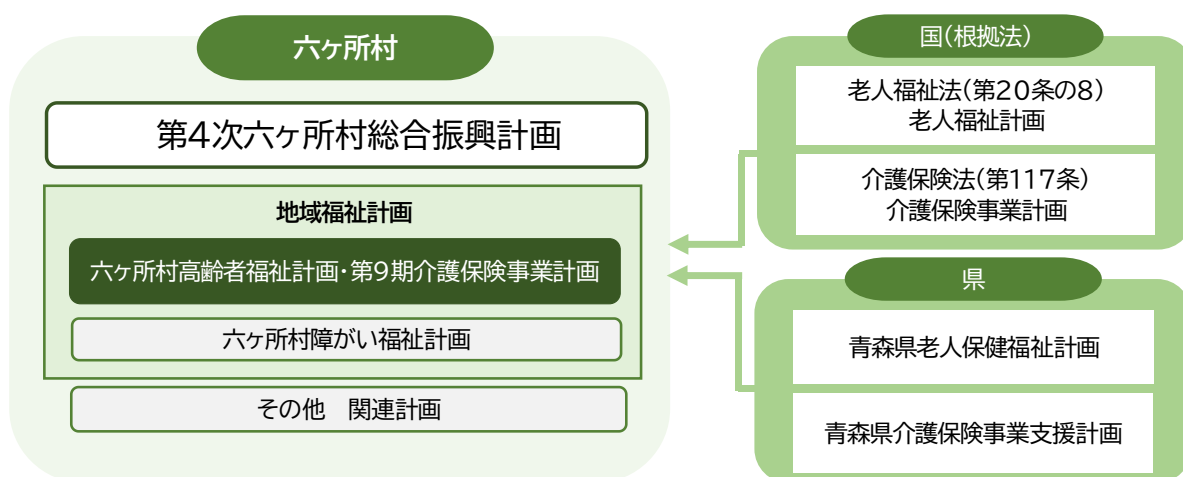 六ヶ所村
第4次六ヶ所村総合振興計画
地域福祉計画
六ヶ所村高齢者福祉計画・第9期介護保険事業計画
六ヶ所村障がい福祉計画
その他　関連計画
国(根拠法)
老人福祉法(第20条の8)
老人福祉計画
介護保険法(第117条)
介護保険事業計画
県
青森県老人保健福祉計画
青森県介護保険事業支援計画